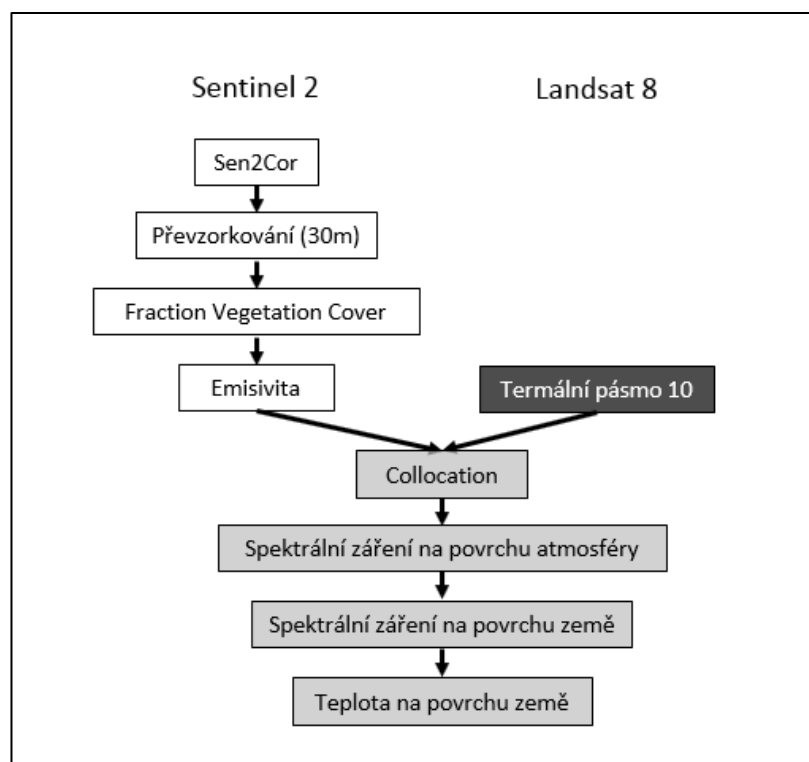 Sentinel 2
Landsat 8
Sen2Cor
Převzorkování (30m)
Fraction Vegetation Cover
Emisivita
Termální pásmo 10
Collocation
Spektrální záření na povrchu atmosféry
Spektrální záření na povrchu země
Teplota na povrchu země